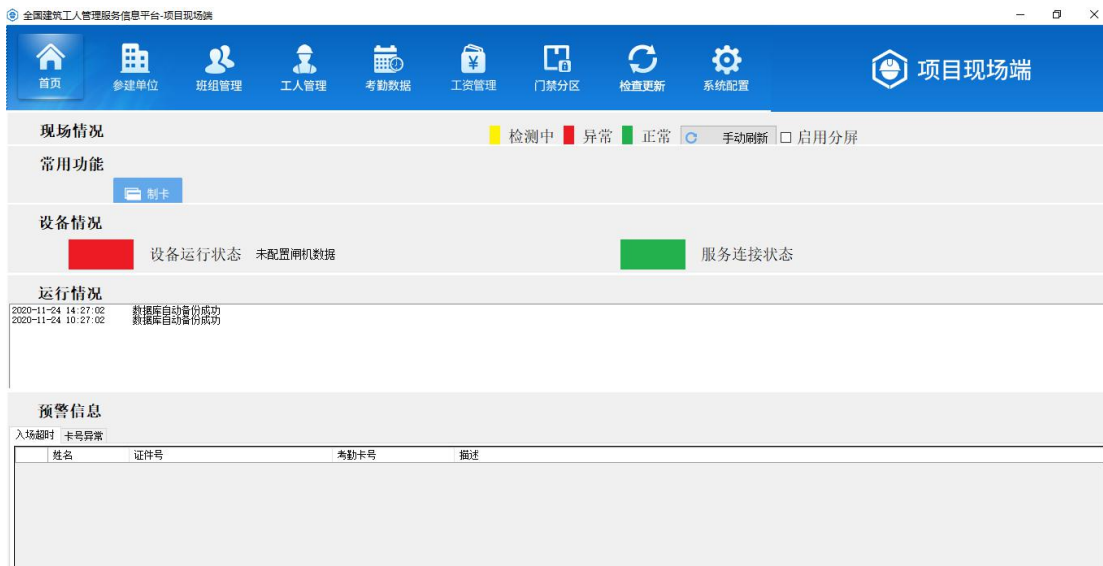 全国建筑工人管理服务信息平台-项目现场端
首页 参建单位 班组管理 工人管理 考勤数据 工资管理 门禁分区 检查更新 系统配置 项目现场端
现场情况 检测中 异常 正常 手动刷新 启用分屏
常用功能
制卡
设备情况
设备运行状态 未配置闸机数据 服务连接状态
运行情况
2020-11-24 14:27:02 数据库自动备份成功
2020-11-24 10:27:02 数据库自动备份成功
预警信息
入场超时 卡号异常
姓名 证件号 考勤卡号 描述